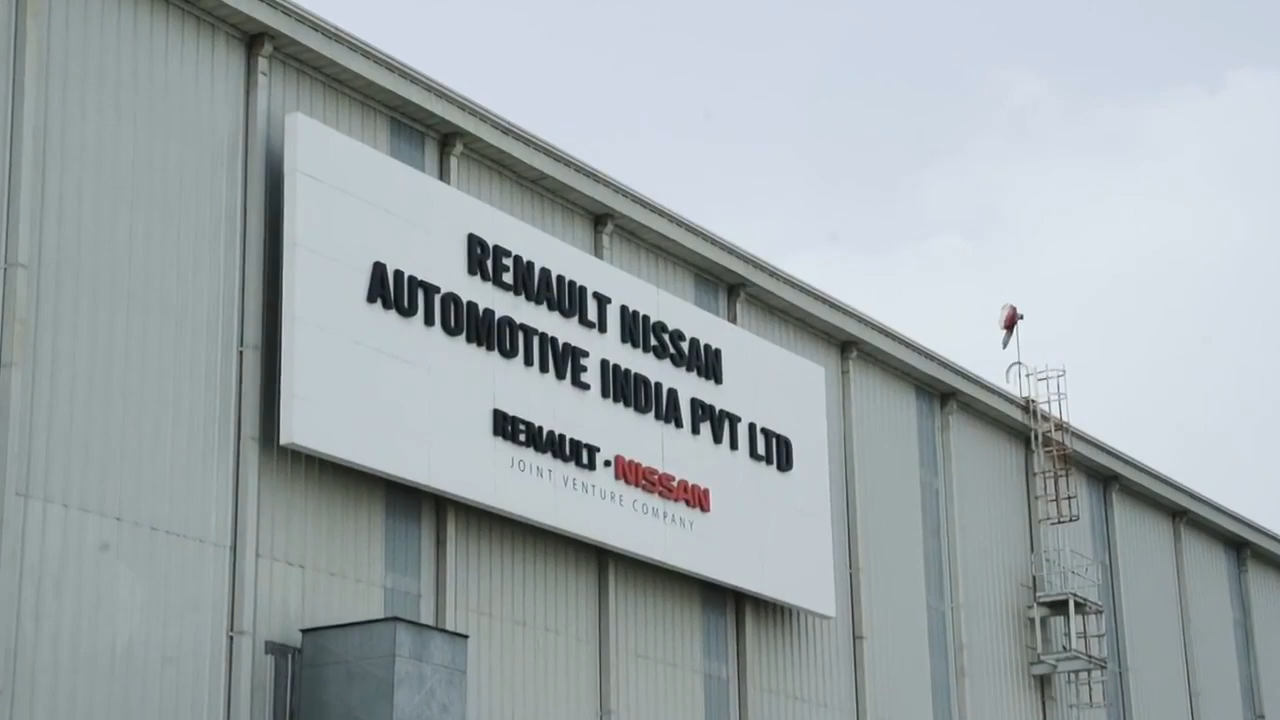 RENAULT NISSAN
AUTOMOTIVE INDIA PVT LTD
RENAULT · NISSAN
JOINT VENTURE COMPANY